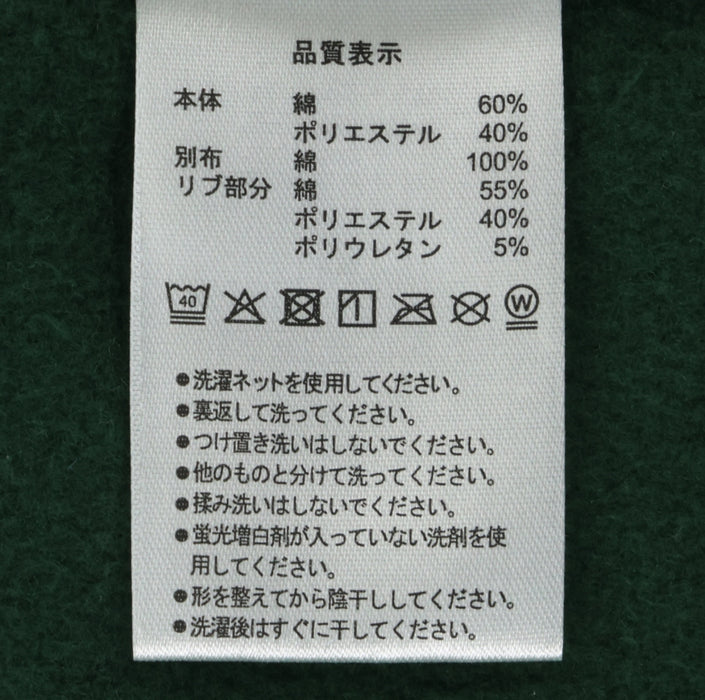 品質表示
本体 綿 60%
ポリエステル 40%
別布 綿 100%
リブ部分 綿 55%
ポリエステル 40%
ポリウレタン 5%
40 W
●洗濯ネットを使用してください。
●裏返して洗ってください。
●つけ置き洗いはしないでください。
●他のものと分けて洗ってください。
●揉み洗いはしないでください。
●蛍光増白剤が入っていない洗剤を使
用してください。
●形を整えてから陰干ししてください。
●洗濯後はすぐに干してください。